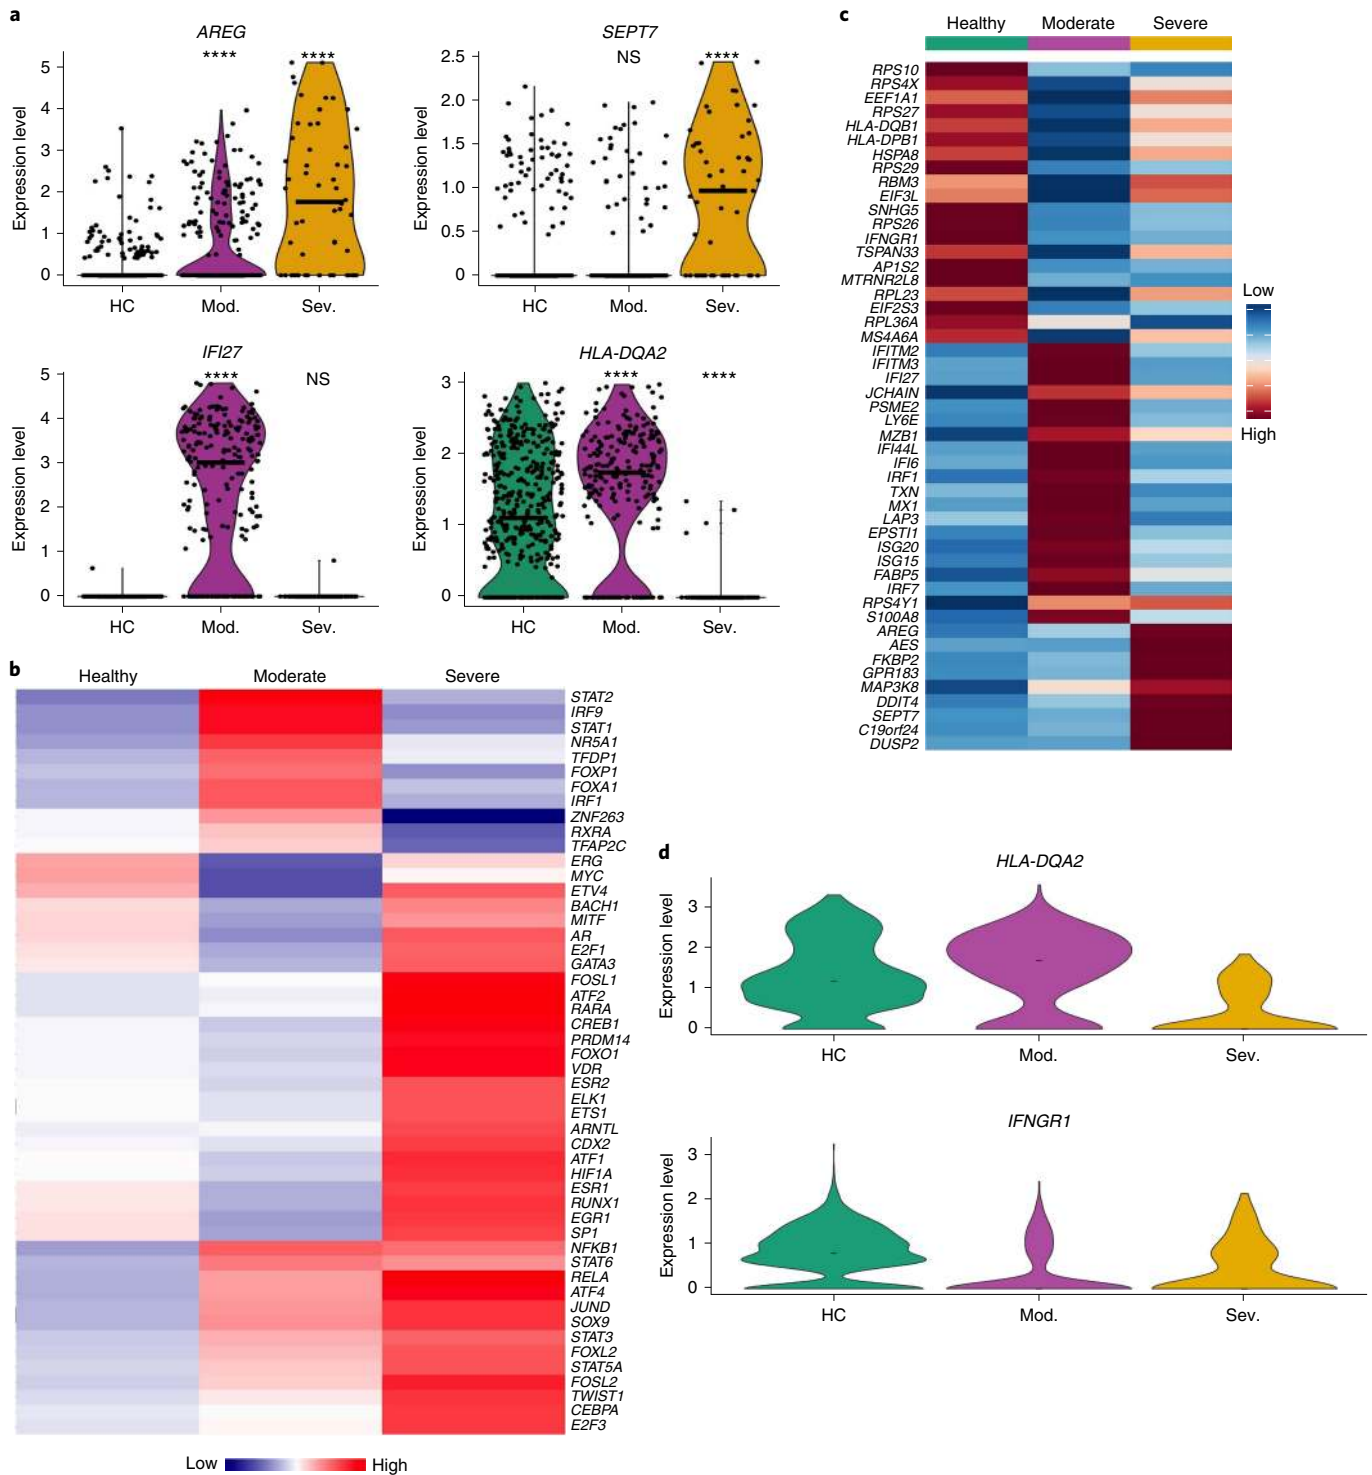 a
AREG
**** ****
Expression level
5
4
3
2
1
0
HC Mod. Sev.
SEPT7
NS ****
Expression level
2.5
2.0
1.5
1.0
0.5
0
HC Mod. Sev.
IFI27
**** NS
Expression level
5
4
3
2
1
0
HC Mod. Sev.
HLA-DQA2
**** ****
Expression level
3
2
1
0
HC Mod. Sev.
b
Healthy Moderate Severe
STAT2
IRF9
STAT1
NR5A1
TFDP1
FOXP1
FOXA1
IRF1
ZNF263
RXRA
TFAP2C
ERG
MYC
ETV4
BACH1
MITF
AR
E2F1
GATA3
FOSL1
ATF2
RARA
CREB1
PRDM14
FOXO1
VDR
ESR2
ELK1
ETS1
ARNTL
CDX2
ATF1
HIF1A
ESR1
RUNX1
EGR1
SP1
NFKB1
STAT6
RELA
ATF4
JUND
SOX9
STAT3
FOXL2
STAT5A
FOSL2
TWIST1
CEBPA
E2F3
Low High
c
Healthy Moderate Severe
RPS10
RPS4X
EEF1A1
RPS27
HLA-DQB1
HLA-DPB1
HSPA8
RPS29
RBM3
EIF3L
SNHG5
RPS26
IFNGR1
TSPAN33
AP1S2
MTRNR2L8
RPL23
EIF2S3
RPL36A
MS4A6A
IFITM2
IFITM3
IFI27
JCHAIN
PSME2
LY6E
MZB1
IFI44L
IFI6
IRF1
TXN
MX1
LAP3
EPSTI1
ISG20
ISG15
FABP5
IRF7
RPS4Y1
S100A8
AREG
AES
FKBP2
GPR183
MAP3K8
DDIT4
SEPT7
C19orf24
DUSP2
Low
High
d
HLA-DQA2
Expression level
3
2
1
0
HC Mod. Sev.
IFNGR1
Expression level
3
2
1
0
HC Mod. Sev.